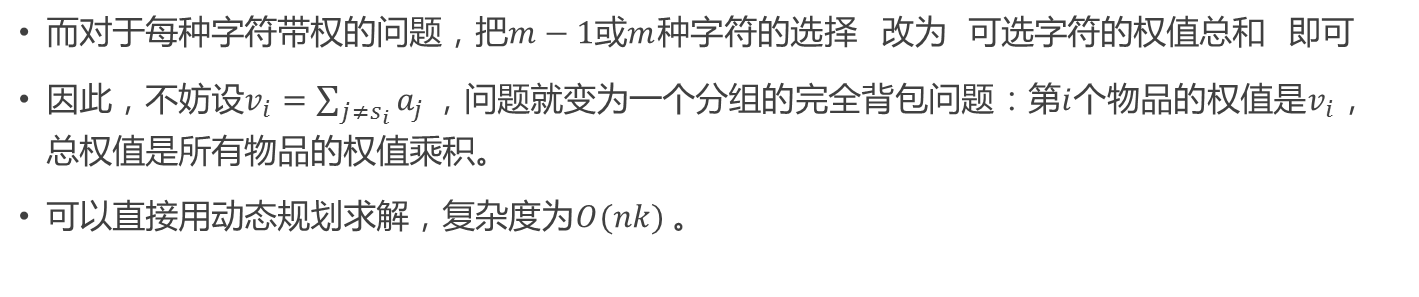 • 而对于每种字符带权的问题，把𝑚 − 1或𝑚种字符的选择 改为 可选字符的权值总和 即可
• 因此，不妨设𝑣ᵢ = ∑_{𝑗≠𝑠ᵢ} 𝑎ⱼ ，问题就变为一个分组的完全背包问题：第𝑖个物品的权值是𝑣ᵢ，
总权值是所有物品的权值乘积。
• 可以直接用动态规划求解，复杂度为𝑂(𝑛𝑘) 。